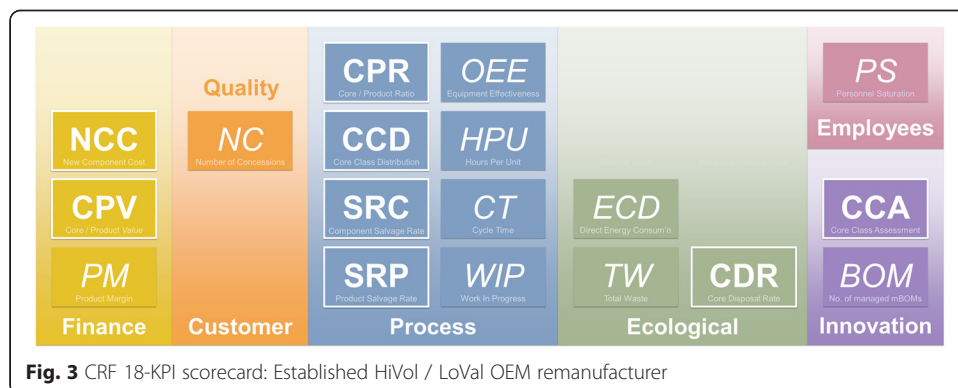 Finance
NCC
New Component Cost
CPV
Core / Product Value
PM
Product Margin
Customer
Quality
NC
Number of Concessions
Process
CPR
Core / Product Ratio
OEE
Equipment Effectiveness
CCD
Core Class Distribution
HPU
Hours Per Unit
SRC
Component Salvage Rate
CT
Cycle Time
SRP
Product Salvage Rate
WIP
Work In Progress
Ecological
ECD
Direct Energy Consum'n
TW
Total Waste
CDR
Core Disposal Rate
PS
Personnel Saturation
Employees
CCA
Core Class Assessment
BOM
No. of managed mBOMs
Innovation
Fig. 3 CRF 18-KPI scorecard: Established HiVol / LoVal OEM remanufacturer